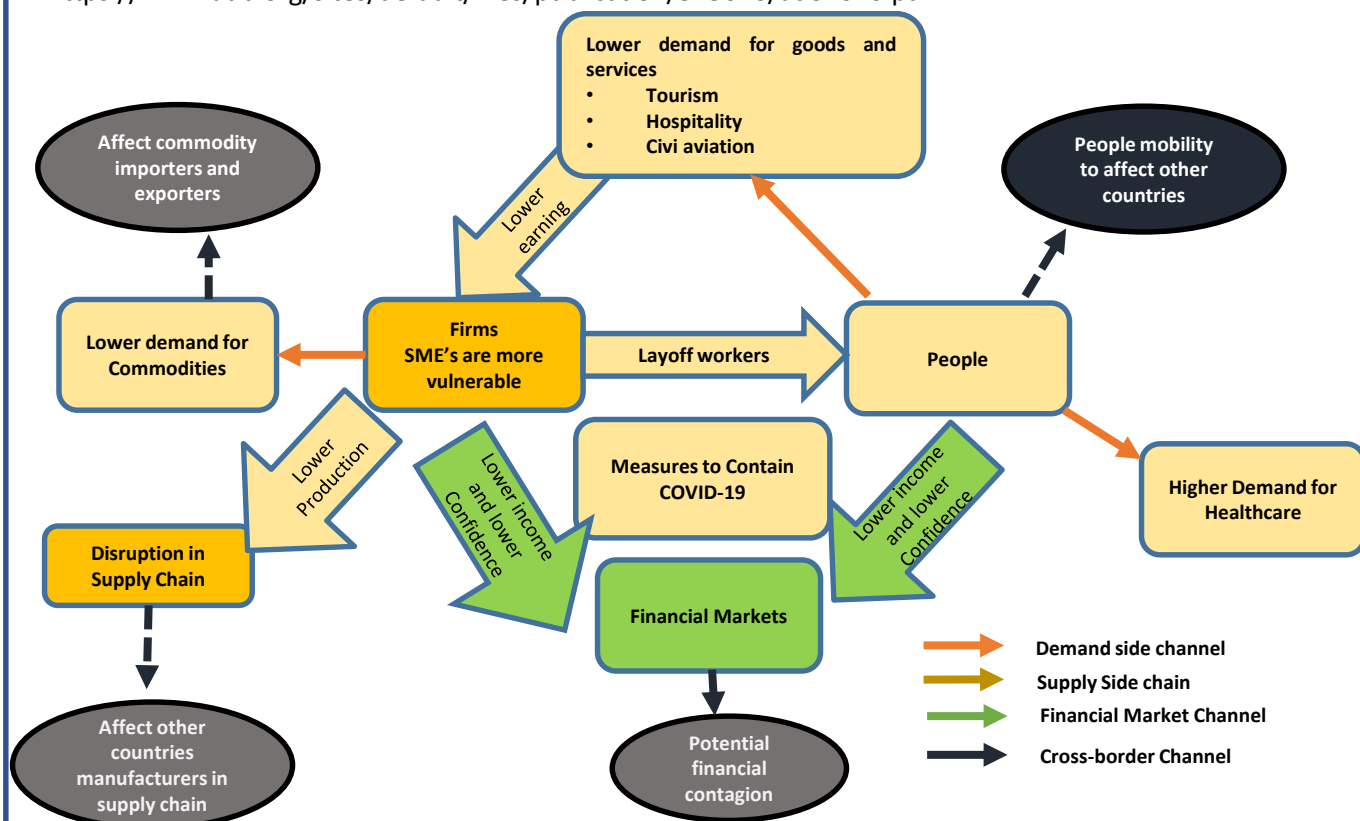 Lower demand for goods and
services
• Tourism
• Hospitality
• Civi aviation
Affect commodity
importers and
exporters
People mobility
to affect other
countries
Lower
earning
Lower demand for
Commodities
Firms
SME's are more
vulnerable
Layoff workers
People
Lower
Production
Lower income
and lower
Confidence
Measures to Contain
COVID-19
Lower income
and lower
Confidence
Higher Demand for
Healthcare
Disruption in
Supply Chain
Financial Markets
Demand side channel
Supply Side chain
Financial Market Channel
Cross-border Channel
Affect other
countries
manufacturers in
supply chain
Potential
financial
contagion